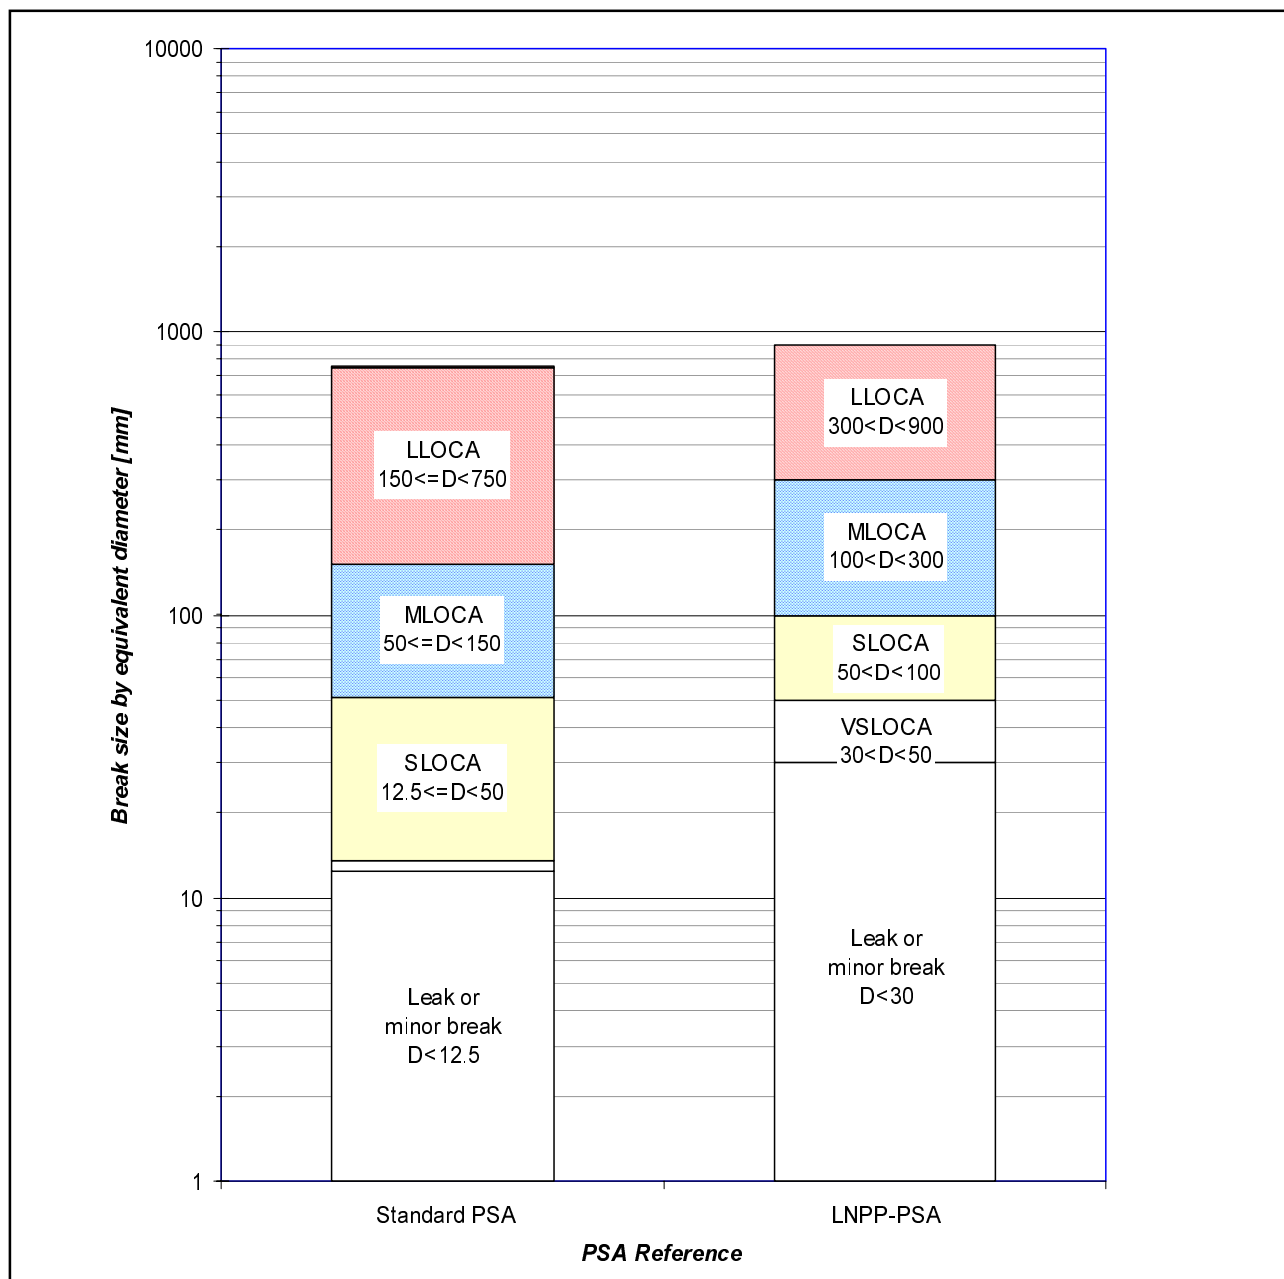 10000
1000
100
10
1
Break size by equivalent diameter [mm]
LLOCA
150<=D<750
MLOCA
50<=D<150
SLOCA
12.5<=D<50
Leak or
minor break
D<12.5
LLOCA
300<D<900
MLOCA
100<D<300
SLOCA
50<D<100
VSLOCA
30<D<50
Leak or
minor break
D<30
Standard PSA
LNPP-PSA
PSA Reference